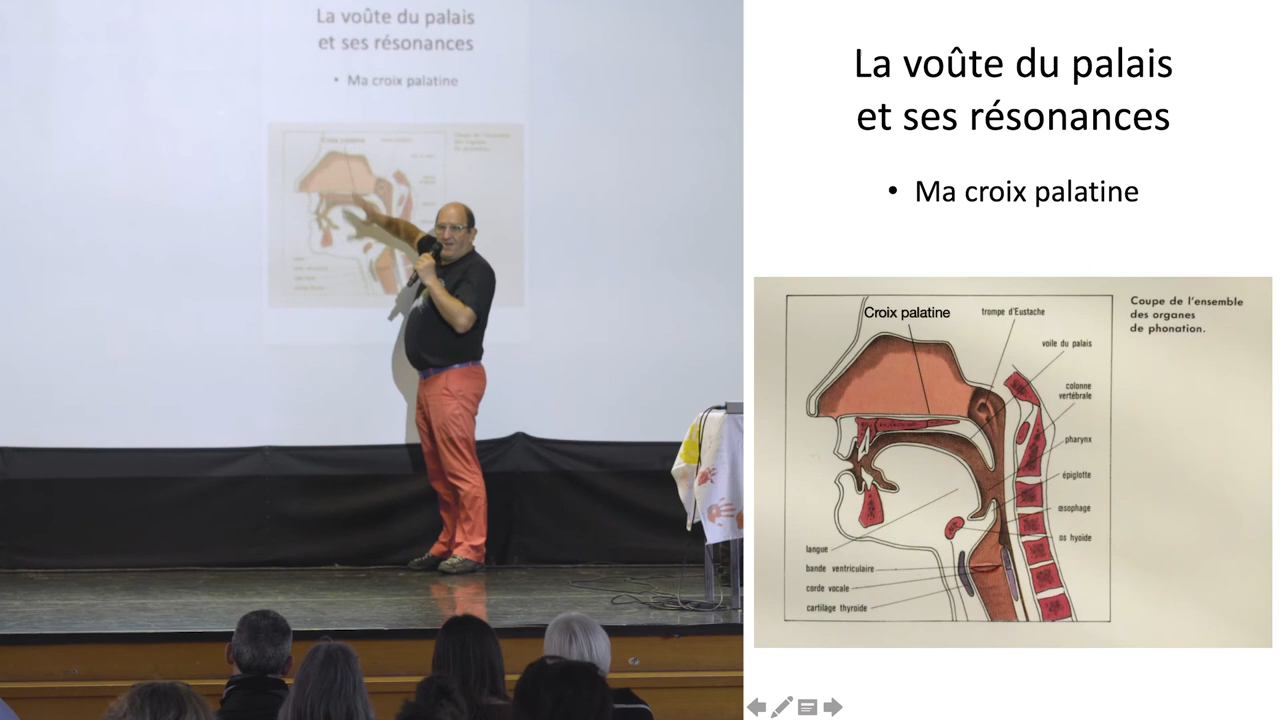 La voûte du palais
et ses résonances
• Ma croix palatine
Croix palatine
La voûte du palais
et ses résonances
• Ma croix palatine
Croix palatine
trompe d'Eustache
Coupe de l'ensemble
des organes
de phonation.
voile du palais
colonne
vertébrale
pharynx
épiglotte
œsophage
os hyoïde
langue
bande ventriculaire
corde vocale
cartilage thyroïde